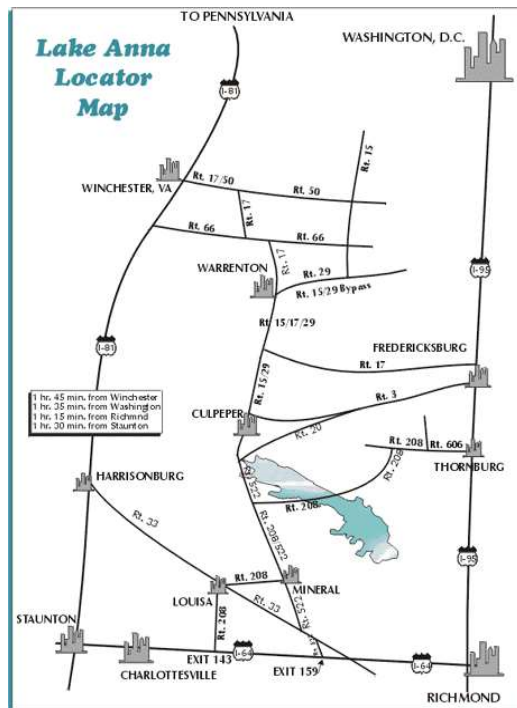 TO PENNSYLVANIA
Lake Anna
Locator
Map
WASHINGTON, D.C.
I-81
Rt. 15
WINCHESTER, VA
Rt. 17/50
Rt. 50
Rt. 17
Rt. 66
Rt. 66
Rt. 17
I-95
WARRENTON
Rt. 29
Rt. 15/29 Bypass
Rt. 15/17/29
I-81
FREDERICKSBURG
Rt. 17
Rt. 15/29
Rt. 3
1 hr. 45 min. from Winchester
1 hr. 35 min. from Washington
1 hr. 15 min. from Richmnd
1 hr. 30 min. from Staunton
CULPEPER
Rt. 20
Rt. 208
Rt. 606
THORNBURG
HARRISONBURG
Rt. 522
Rt. 208
Rt. 208
Rt. 33
Rt. 208/522
I-95
Rt. 208
MINERAL
LOUISA
Rt. 33
Rt. 522
STAUNTON
Rt. 208
EXIT 143
I-64
EXIT 159
I-64
CHARLOTTESVILLE
RICHMOND